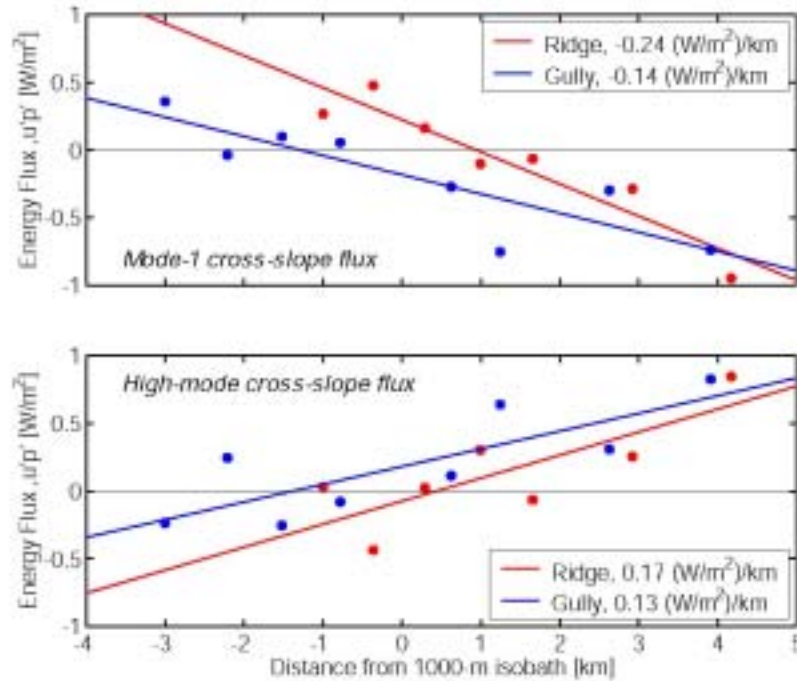 1
0.5
0
-0.5
-1
Energy Flux ,u'p' [W/m²]
Ridge, -0.24 (W/m²)/km
Gully, -0.14 (W/m²)/km
Mode-1 cross-slope flux
1
0.5
0
-0.5
-1
Energy Flux ,u'p' [W/m²]
High-mode cross-slope flux
Ridge, 0.17 (W/m²)/km
Gully, 0.13 (W/m²)/km
-4 -3 -2 -1 0 1 2 3 4 5
Distance from 1000-m isobath [km]